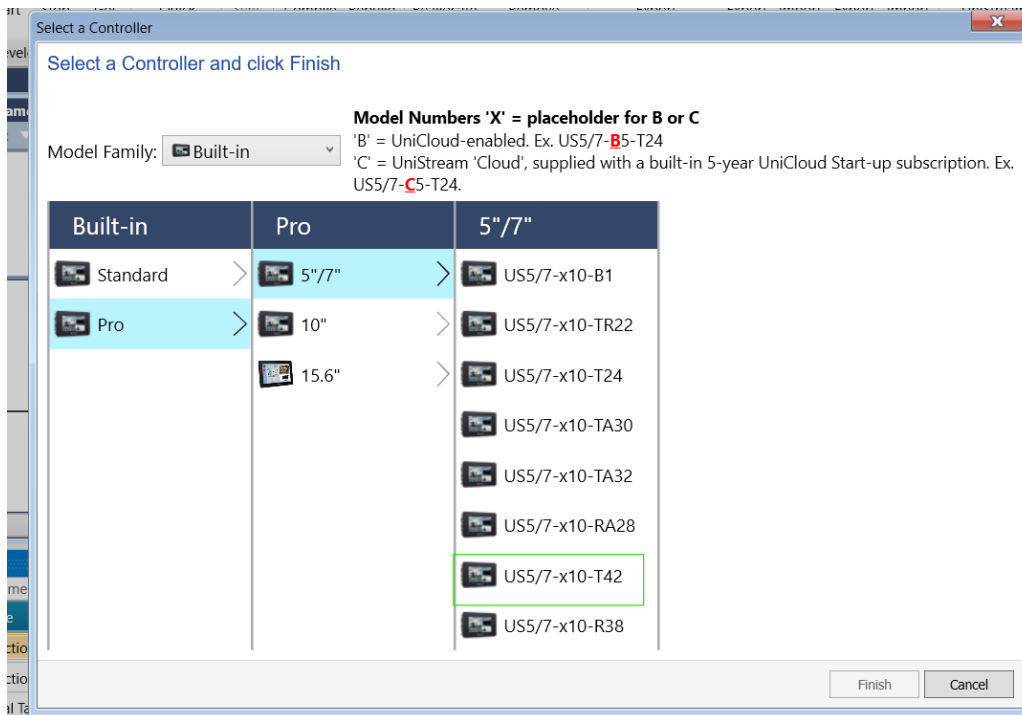 Select a Controller
Select a Controller and click Finish
Model Numbers 'X' = placeholder for B or C
'B' = UniCloud-enabled. Ex. US5/7-B5-T24
'C' = UniStream 'Cloud', supplied with a built-in 5-year UniCloud Start-up subscription. Ex.
US5/7-C5-T24.
Model Family: Built-in
Built-in Pro 5"/7"
Standard 5"/7" US5/7-x10-B1
Pro 10" US5/7-x10-TR22
15.6" US5/7-x10-T24
US5/7-x10-TA30
US5/7-x10-TA32
US5/7-x10-RA28
US5/7-x10-T42
US5/7-x10-R38
Finish Cancel